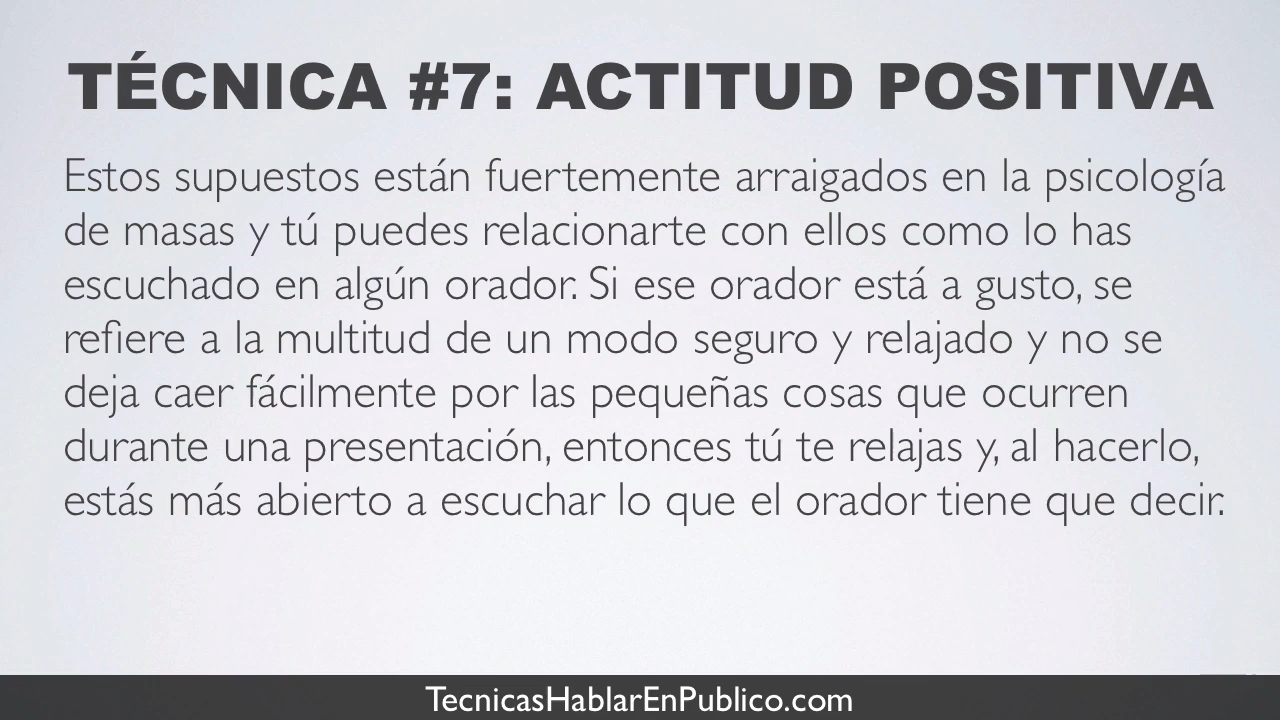 TÉCNICA #7: ACTITUD POSITIVA
Estos supuestos están fuertemente arraigados en la psicología
de masas y tú puedes relacionarte con ellos como lo has
escuchado en algún orador. Si ese orador está a gusto, se
refiere a la multitud de un modo seguro y relajado y no se
deja caer fácilmente por las pequeñas cosas que ocurren
durante una presentación, entonces tú te relajas y, al hacerlo,
estás más abierto a escuchar lo que el orador tiene que decir.
TecnicasHablarEnPublico.com